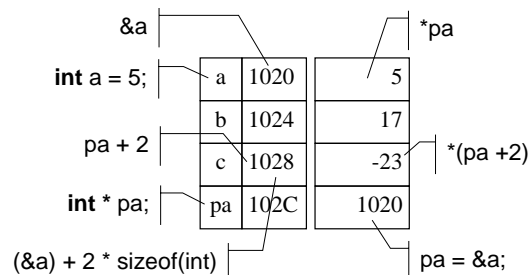 &a
*pa
int a = 5;
a 1020 5
b 1024 17
pa + 2
c 1028 -23
*(pa +2)
int * pa;
pa 102C 1020
(&a) + 2 * sizeof(int)
pa = &a;